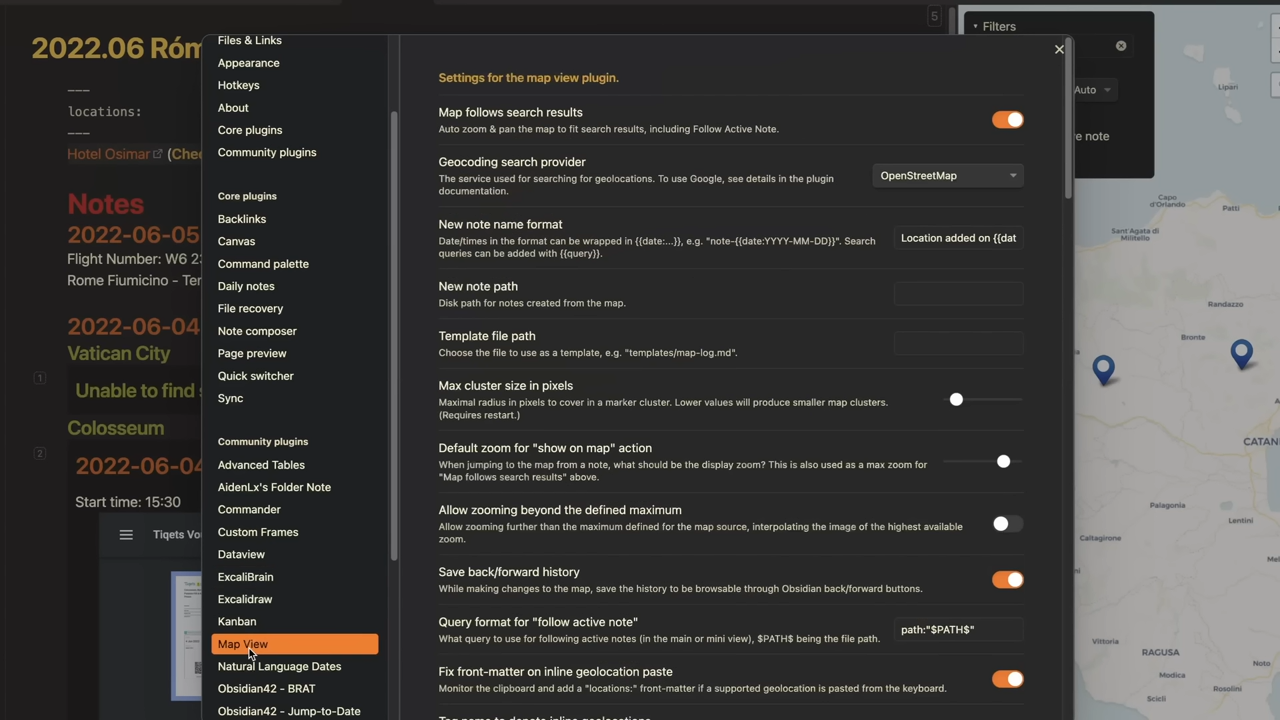 5
2022.06 Róm
---
locations:
---
Hotel Osimar (Chec
Notes
2022-06-05
Flight Number: W6 23
Rome Fiumicino - Ter
2022-06-04
Vatican City
1
Unable to find s
Colosseum
2
2022-06-04
Start time: 15:30
Tiqets Vo
Files & Links
Appearance
Hotkeys
About
Core plugins
Community plugins
Core plugins
Backlinks
Canvas
Command palette
Daily notes
File recovery
Note composer
Page preview
Quick switcher
Sync
Community plugins
Advanced Tables
AidenLx's Folder Note
Commander
Custom Frames
Dataview
ExcaliBrain
Excalidraw
Kanban
Map View
Natural Language Dates
Obsidian42 - BRAT
Obsidian42 - Jump-to-Date
Settings for the map view plugin.
Map follows search results
Auto zoom & pan the map to fit search results, including Follow Active Note.
Geocoding search provider
The service used for searching for geolocations. To use Google, see details in the plugin
documentation.
OpenStreetMap
New note name format
Date/times in the format can be wrapped in {{date:...}}, e.g. "note-{{date:YYYY-MM-DD}}". Search
queries can be added with {{query}}.
Location added on {{dat
New note path
Disk path for notes created from the map.
Template file path
Choose the file to use as a template, e.g. "templates/map-log.md".
Max cluster size in pixels
Maximal radius in pixels to cover in a marker cluster. Lower values will produce smaller map clusters.
(Requires restart.)
Default zoom for "show on map" action
When jumping to the map from a note, what should be the display zoom? This is also used as a max zoom for
"Map follows search results" above.
Allow zooming beyond the defined maximum
Allow zooming further than the maximum defined for the map source, interpolating the image of the highest available
zoom.
Save back/forward history
While making changes to the map, save the history to be browsable through Obsidian back/forward buttons.
Query format for "follow active note"
What query to use for following active notes (in the main or mini view), $PATH$ being the file path.
path:"$PATH$"
Fix front-matter on inline geolocation paste
Monitor the clipboard and add a "locations:" front-matter if a supported geolocation is pasted from the keyboard.
Tag name to denote inline geolocations
Filters
Auto
e note
Lipari
Capo
d'Orlando
Patti
Sant'Agata di
Militello
Randazzo
Bronte
CATAN
Palagonia
Lentini
Caltagirone
Vittoria
RAGUSA
Noto
Modica
Rosolini
Scicli